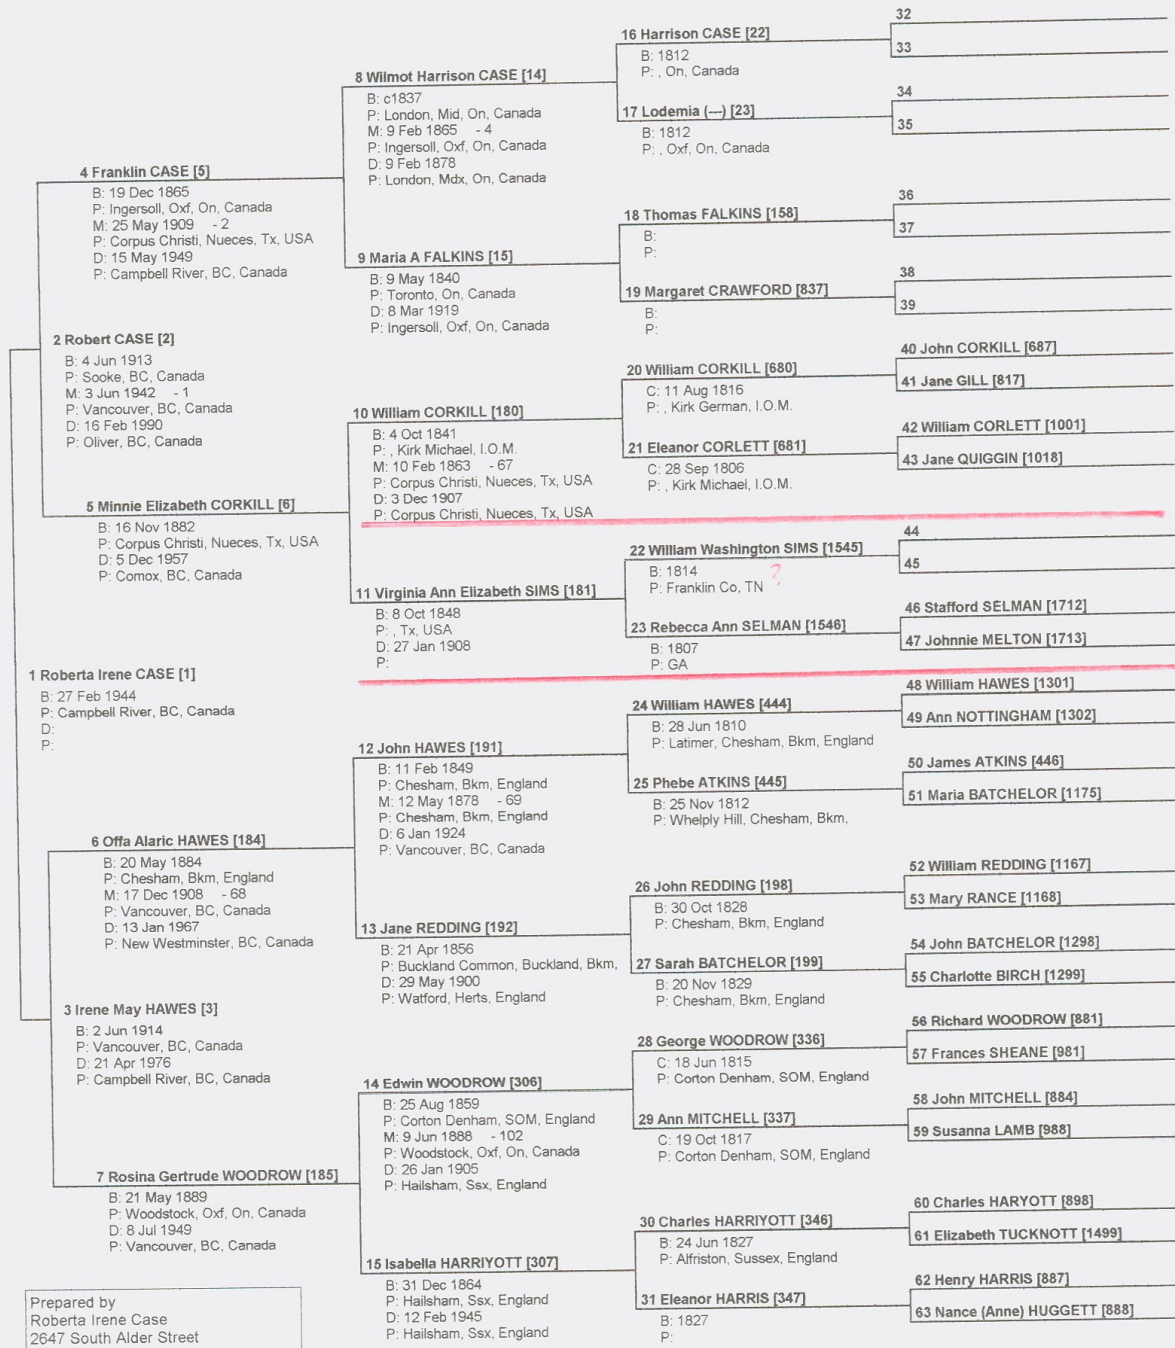 1 Roberta Irene CASE [1]
B: 27 Feb 1944
P: Campbell River, BC, Canada
D:
P:
2 Robert CASE [2]
B: 4 Jun 1913
P: Sooke, BC, Canada
M: 3 Jun 1942 - 1
P: Vancouver, BC, Canada
D: 16 Feb 1990
P: Oliver, BC, Canada
3 Irene May HAWES [3]
B: 2 Jun 1914
P: Vancouver, BC, Canada
D: 21 Apr 1976
P: Campbell River, BC, Canada
4 Franklin CASE [5]
B: 19 Dec 1865
P: Ingersoll, Oxf, On, Canada
M: 25 May 1909 - 2
P: Corpus Christi, Nueces, Tx, USA
D: 15 May 1949
P: Campbell River, BC, Canada
5 Minnie Elizabeth CORKILL [6]
B: 16 Nov 1882
P: Corpus Christi, Nueces, Tx, USA
D: 5 Dec 1957
P: Comox, BC, Canada
6 Offa Alaric HAWES [184]
B: 20 May 1884
P: Chesham, Bkm, England
M: 17 Dec 1908 - 68
P: Vancouver, BC, Canada
D: 13 Jan 1967
P: New Westminster, BC, Canada
7 Rosina Gertrude WOODROW [185]
B: 21 May 1889
P: Woodstock, Oxf, On, Canada
D: 8 Jul 1949
P: Vancouver, BC, Canada
8 Wilmot Harrison CASE [14]
B: c1837
P: London, Mid, On, Canada
M: 9 Feb 1865 - 4
P: Ingersoll, Oxf, On, Canada
D: 9 Feb 1878
P: London, Mdx, On, Canada
9 Maria A FALKINS [15]
B: 9 May 1840
P: Toronto, On, Canada
D: 8 Mar 1919
P: Ingersoll, Oxf, On, Canada
10 William CORKILL [180]
B: 4 Oct 1841
P: , Kirk Michael, I.O.M.
M: 10 Feb 1863 - 67
P: Corpus Christi, Nueces, Tx, USA
D: 3 Dec 1907
P: Corpus Christi, Nueces, Tx, USA
11 Virginia Ann Elizabeth SIMS [181]
B: 8 Oct 1848
P: , Tx, USA
D: 27 Jan 1908
P:
12 John HAWES [191]
B: 11 Feb 1849
P: Chesham, Bkm, England
M: 12 May 1878 - 69
P: Chesham, Bkm, England
D: 6 Jan 1924
P: Vancouver, BC, Canada
13 Jane REDDING [192]
B: 21 Apr 1856
P: Buckland Common, Buckland, Bkm,
D: 29 May 1900
P: Watford, Herts, England
14 Edwin WOODROW [306]
B: 25 Aug 1859
P: Corton Denham, SOM, England
M: 9 Jun 1888 - 102
P: Woodstock, Oxf, On, Canada
D: 26 Jan 1905
P: Hailsham, Ssx, England
15 Isabella HARRIYOTT [307]
B: 31 Dec 1864
P: Hailsham, Ssx, England
D: 12 Feb 1945
P: Hailsham, Ssx, England
16 Harrison CASE [22]
B: 1812
P: , On, Canada
17 Lodemia (---) [23]
B: 1812
P: , Oxf, On, Canada
18 Thomas FALKINS [158]
B:
P:
19 Margaret CRAWFORD [837]
B:
P:
20 William CORKILL [680]
C: 11 Aug 1816
P: , Kirk German, I.O.M.
21 Eleanor CORLETT [681]
C: 28 Sep 1806
P: , Kirk Michael, I.O.M.
22 William Washington SIMS [1545]
B: 1814 ?
P: Franklin Co, TN
23 Rebecca Ann SELMAN [1546]
B: 1807
P: GA
24 William HAWES [444]
B: 28 Jun 1810
P: Latimer, Chesham, Bkm, England
25 Phebe ATKINS [445]
B: 25 Nov 1812
P: Whelply Hill, Chesham, Bkm,
26 John REDDING [198]
B: 30 Oct 1828
P: Chesham, Bkm, England
27 Sarah BATCHELOR [199]
B: 20 Nov 1829
P: Chesham, Bkm, England
28 George WOODROW [336]
C: 18 Jun 1815
P: Corton Denham, SOM, England
29 Ann MITCHELL [337]
C: 19 Oct 1817
P: Corton Denham, SOM, England
30 Charles HARRIYOTT [346]
B: 24 Jun 1827
P: Alfriston, Sussex, England
31 Eleanor HARRIS [347]
B: 1827
P:
32
33
34
35
36
37
38
39
40 John CORKILL [687]
41 Jane GILL [817]
42 William CORLETT [1001]
43 Jane QUIGGIN [1018]
44
45
46 Stafford SELMAN [1712]
47 Johnnie MELTON [1713]
48 William HAWES [1301]
49 Ann NOTTINGHAM [1302]
50 James ATKINS [446]
51 Maria BATCHELOR [1175]
52 William REDDING [1167]
53 Mary RANCE [1168]
54 John BATCHELOR [1298]
55 Charlotte BIRCH [1299]
56 Richard WOODROW [881]
57 Frances SHEANE [981]
58 John MITCHELL [884]
59 Susanna LAMB [988]
60 Charles HARYOTT [898]
61 Elizabeth TUCKNOTT [1499]
62 Henry HARRIS [887]
63 Nance (Anne) HUGGETT [888]
Prepared by
Roberta Irene Case
2647 South Alder Street